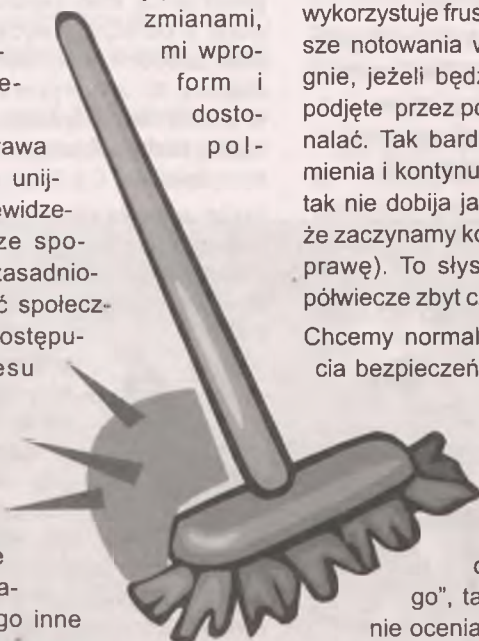 zmianami,
- mi wpro-
e- form i
dosto-
awa pol-
unij-
ewidze-
ze spo-
zasadnio-
ć społecz-
ostępu-
esu
e
a-
go inne
wykorzystuje frus
sze notowania w
gnie, jeżeli będz
podjęte przez po
nalać. Tak bard
mienia i kontynu
tak nie dobija ja
że zaczynamy ko
prawę). To słys
półwiecze zbyt c
Chcemy normal
cia bezpieczeń
go", ta
nie ocenia